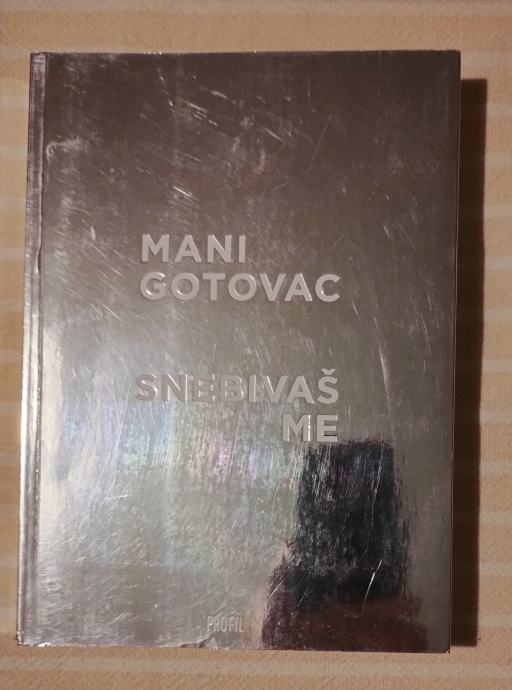 MANI
GOTOVAC
SNEBIVAŠ
ME
PROFIL